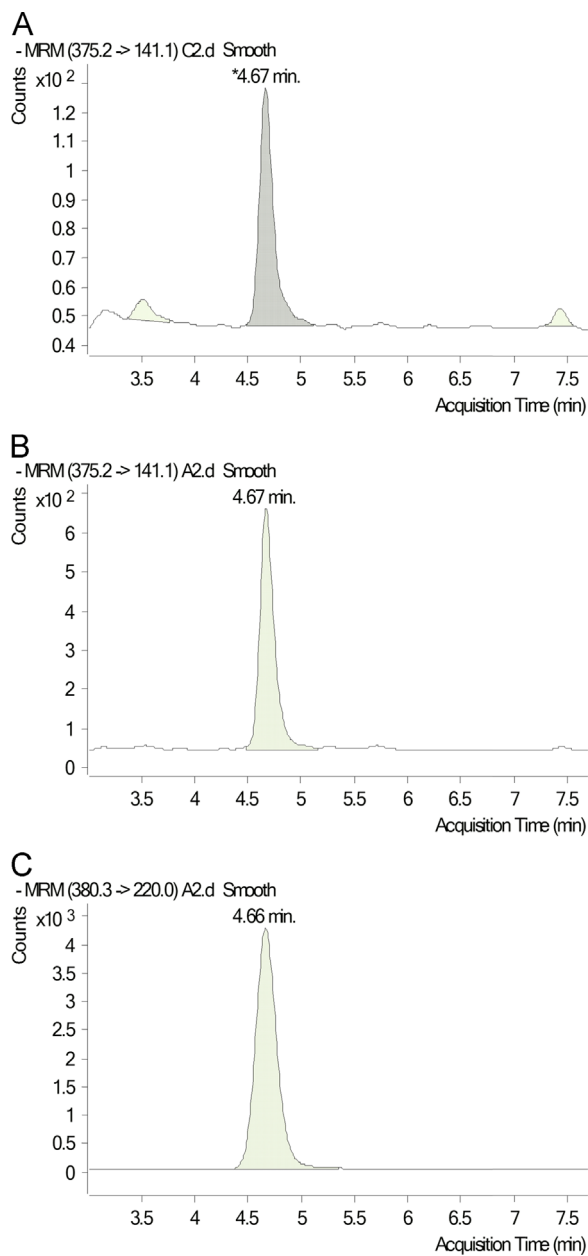 A
- MRM (375.2 -> 141.1) C2.d Smooth
Counts
x10 2
*4.67 min.
1.2
1.1
1
0.9
0.8
0.7
0.6
0.5
0.4
3.5 4 4.5 5 5.5 6 6.5 7 7.5
Acquisition Time (min)
B
- MRM (375.2 -> 141.1) A2.d Smooth
Counts
x10 2
4.67 min.
6
5
4
3
2
1
0
3.5 4 4.5 5 5.5 6 6.5 7 7.5
Acquisition Time (min)
C
- MRM (380.3 -> 220.0) A2.d Smooth
Counts
x10 3
4.66 min.
4
3.5
3
2.5
2
1.5
1
0.5
0
3.5 4 4.5 5 5.5 6 6.5 7 7.5
Acquisition Time (min)